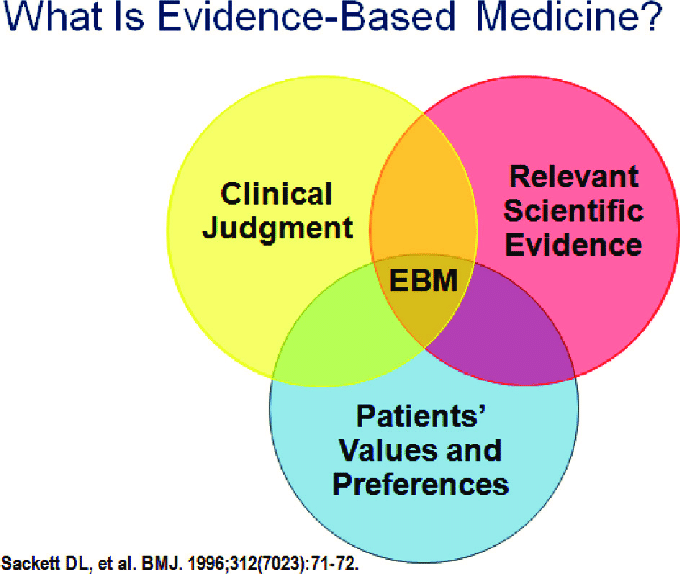 What Is Evidence-Based Medicine?
Clinical
Judgment
Relevant
Scientific
Evidence
EBM
Patients’
Values and
Preferences
Sackett DL, et al. BMJ. 1996;312(7023):71-72.